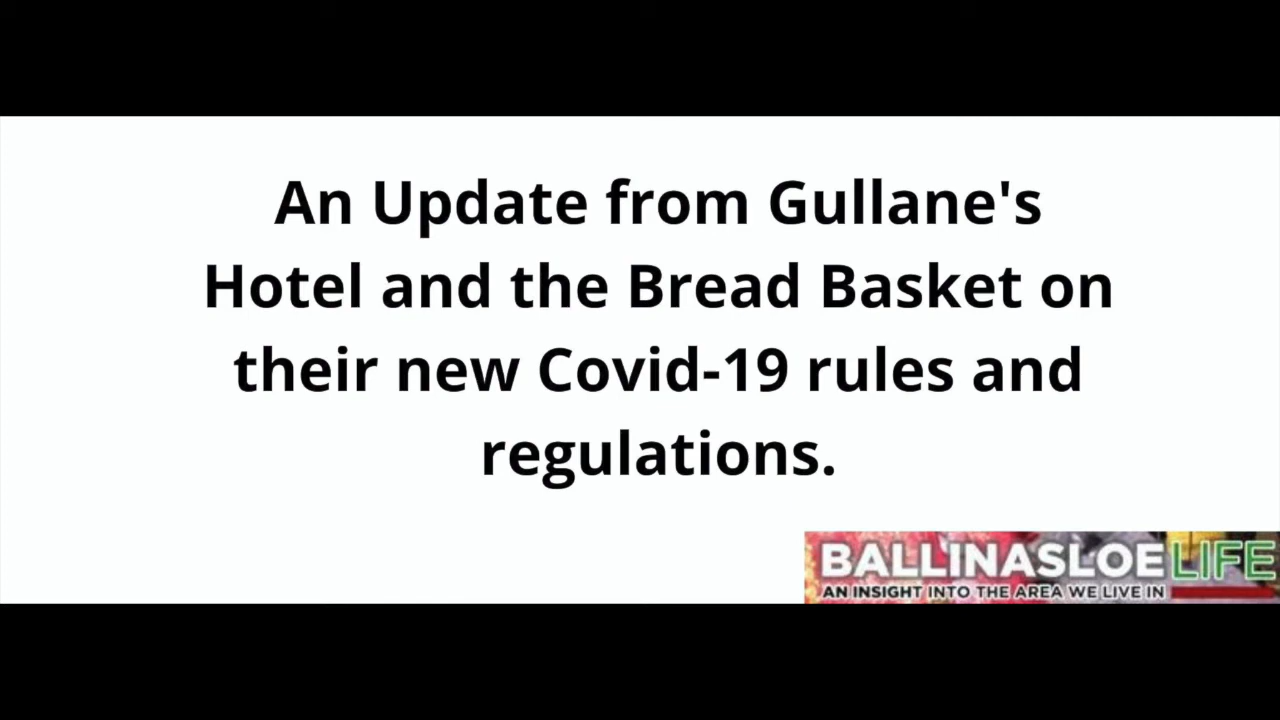 An Update from Gullane's
Hotel and the Bread Basket on
their new Covid-19 rules and
regulations.
BALLINASLOE LIFE
AN INSIGHT INTO THE AREA WE LIVE IN